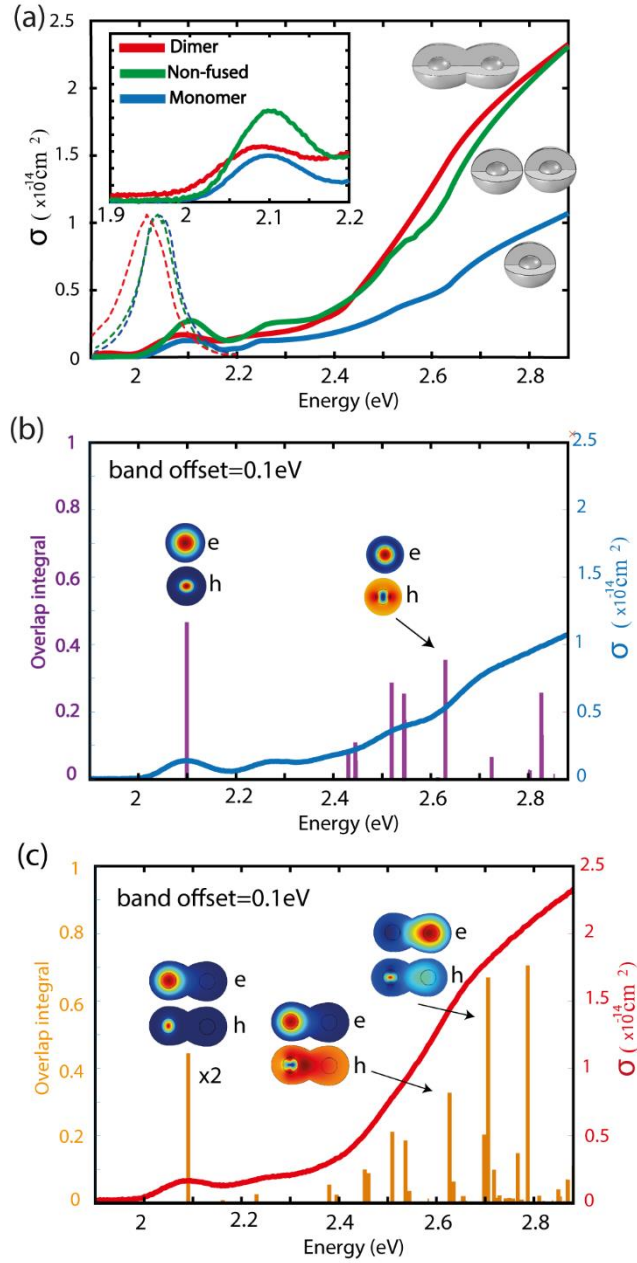 (a)
Dimer
Non-fused
Monomer
1.9 2 2.1 2.2
σ ( x10⁻¹⁴cm²)
2.5
2
1.5
1
0.5
0
2 2.2 2.4 2.6 2.8
Energy (eV)
(b)
band offset=0.1eV
Overlap integral
1
0.8
0.6
0.4
0.2
0
e
h
e
h
2.5
2
1.5
1
0.5
0
σ ( x10⁻¹⁴cm²)
2 2.2 2.4 2.6 2.8
Energy (eV)
(c)
band offset=0.1eV
Overlap integral
1
0.8
0.6
0.4
0.2
0
e
h
x2
e
h
e
h
2.5
2
1.5
1
0.5
0
σ ( x10⁻¹⁴cm²)
2 2.2 2.4 2.6 2.8
Energy (eV)